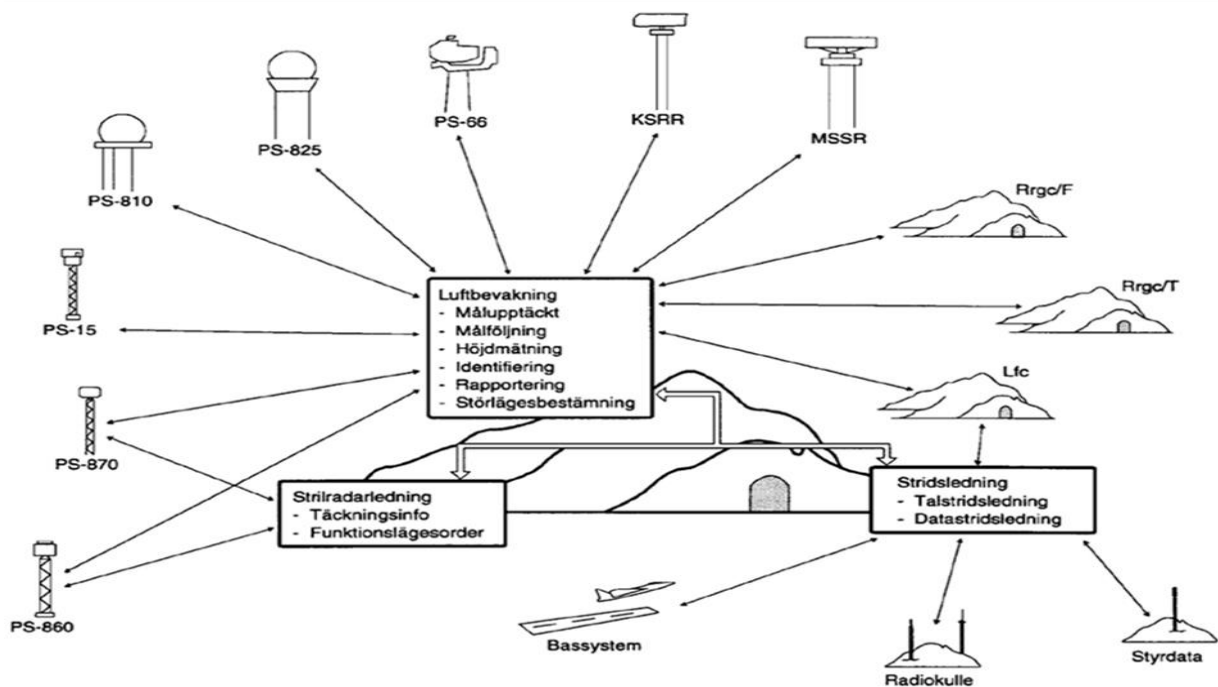 KSRR
PS-66
MSSR
PS-825
PS-810
Rrgc/F
Rrgc/T
PS-15
Luftbevakning
- Målupptäckt
- Målföljning
- Höjdmätning
- Identifiering
- Rapportering
- Störlägesbestämning
Lfc
PS-870
Strilradarledning
- Täckningsinfo
- Funktionslägesorder
Stridsledning
- Talstridsledning
- Datastridsledning
PS-860
Bassystem
Radiokulle
Styrdata